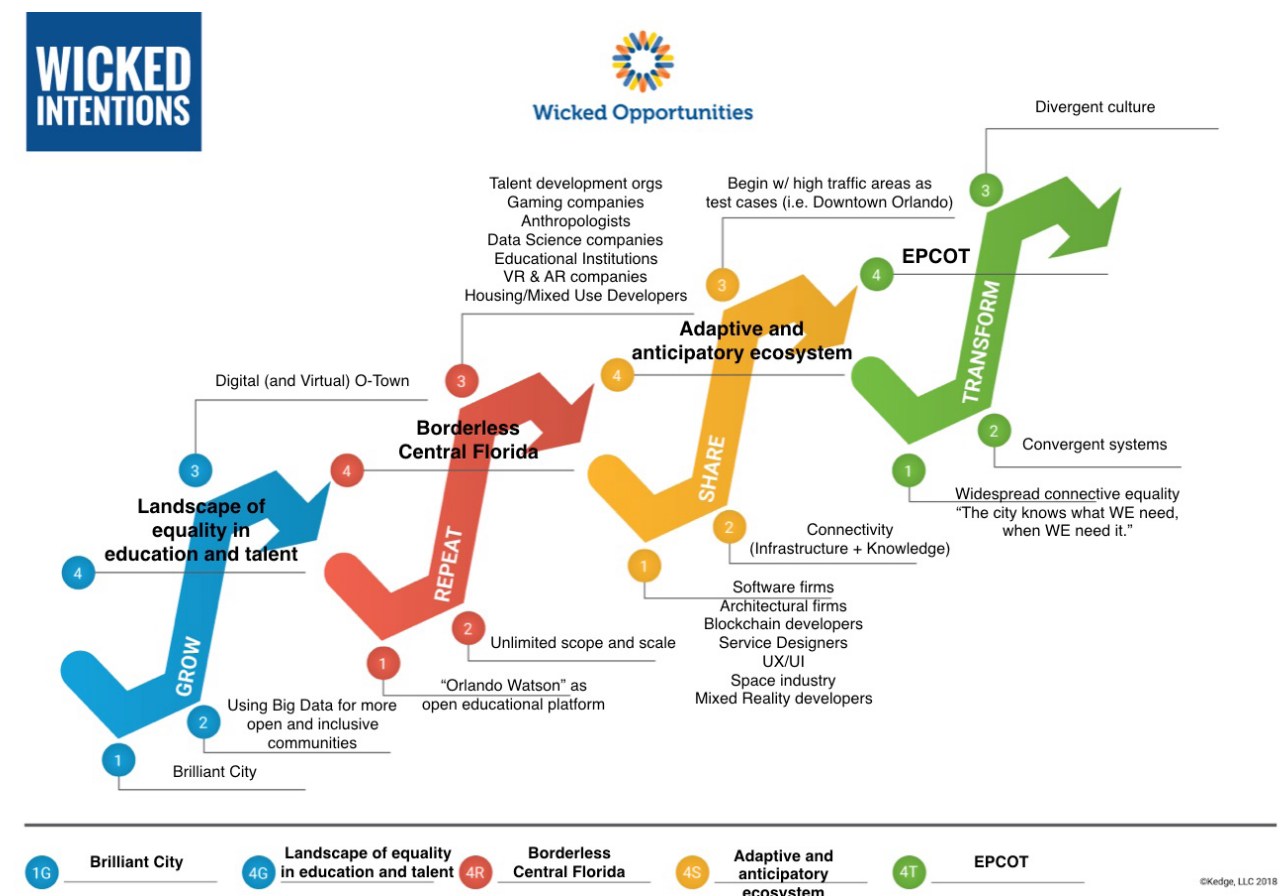 WICKED
INTENTIONS
Wicked Opportunities
Divergent culture
3
Talent development orgs
Gaming companies
Anthropologists
Data Science companies
Educational Institutions
VR & AR companies
Housing/Mixed Use Developers
3
Begin w/ high traffic areas as
test cases (i.e. Downtown Orlando)
3
4
EPCOT
TRANSFORM
Adaptive and
anticipatory ecosystem
4
Digital (and Virtual) O-Town
3
Borderless
Central Florida
4
SHARE
2
Convergent systems
1
Widespread connective equality
“The city knows what WE need,
when WE need it.”
Landscape of
equality in
education and talent
4
REPEAT
2
Connectivity
(Infrastructure + Knowledge)
1
Software firms
Architectural firms
Blockchain developers
Service Designers
UX/UI
Space industry
Mixed Reality developers
GROW
2
Unlimited scope and scale
1
“Orlando Watson” as
open educational platform
2
Using Big Data for more
open and inclusive
communities
1
Brilliant City
1G
Brilliant City
4G
Landscape of equality
in education and talent
4R
Borderless
Central Florida
4S
Adaptive and
anticipatory
ecosystem
4T
EPCOT
©Kedge, LLC 2018